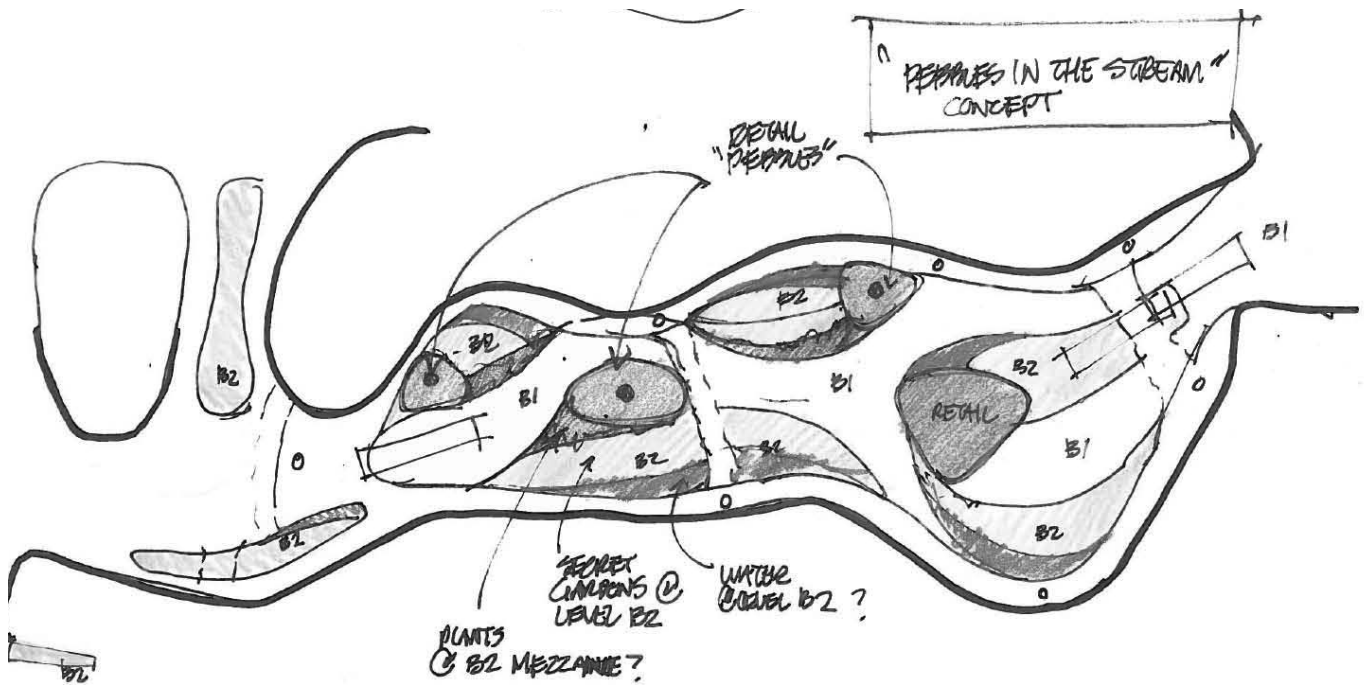 "PEBBLES IN THE STREAM"
CONCEPT
RETAIL
"PEBBLES"
B1
B2
B2
B2
B1
B1
B2
RETAIL
B1
B2
B2
B2
B2
SECRET
GARDENS @
LEVEL B2
WATER
@ LEVEL B2 ?
PLANTS
@ B2 MEZZANINE ?
B2